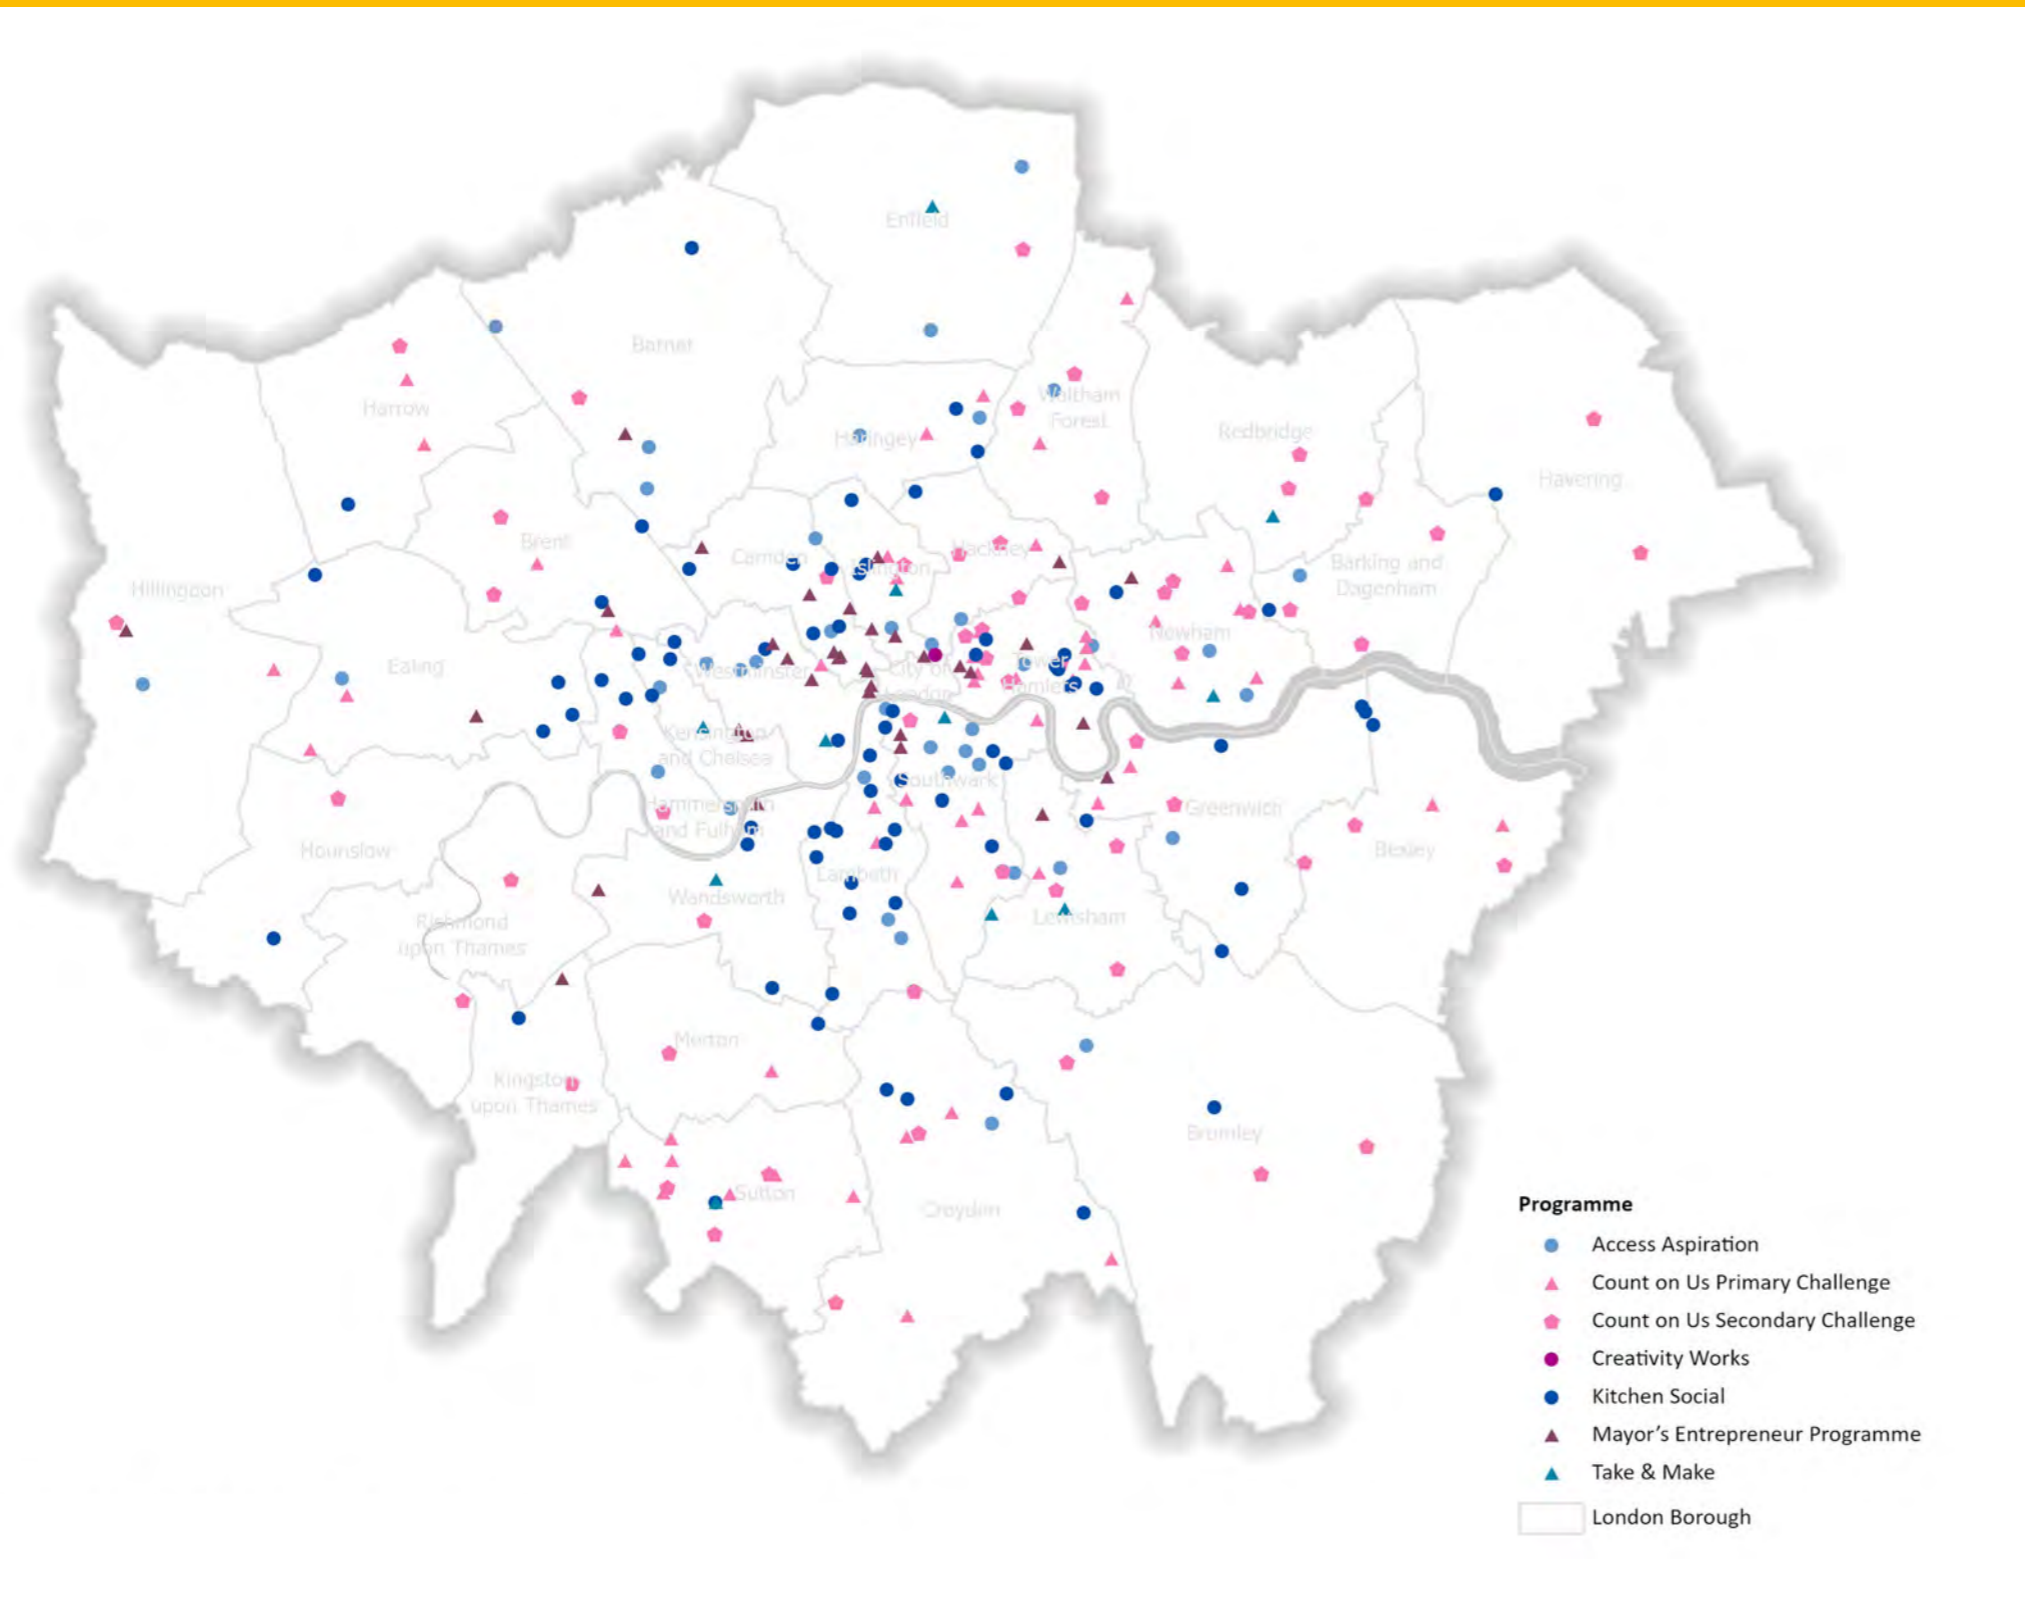 Enfield
Barnet
Harrow
Waltham
Forest
Haringey
Redbridge
Havering
Brent
Camden
Islington
Hackney
Barking and
Dagenham
Hillingdon
Newham
Ealing
Westminster
City of
London
Tower
Hamlets
Kensington
and Chelsea
Southwark
Hammersmith
and Fulham
Greenwich
Hounslow
Bexley
Lambeth
Wandsworth
Lewisham
Richmond
upon Thames
Merton
Kingston
upon Thames
Bromley
Sutton
Croydon
Programme
Access Aspiration
Count on Us Primary Challenge
Count on Us Secondary Challenge
Creativity Works
Kitchen Social
Mayor’s Entrepreneur Programme
Take & Make
London Borough